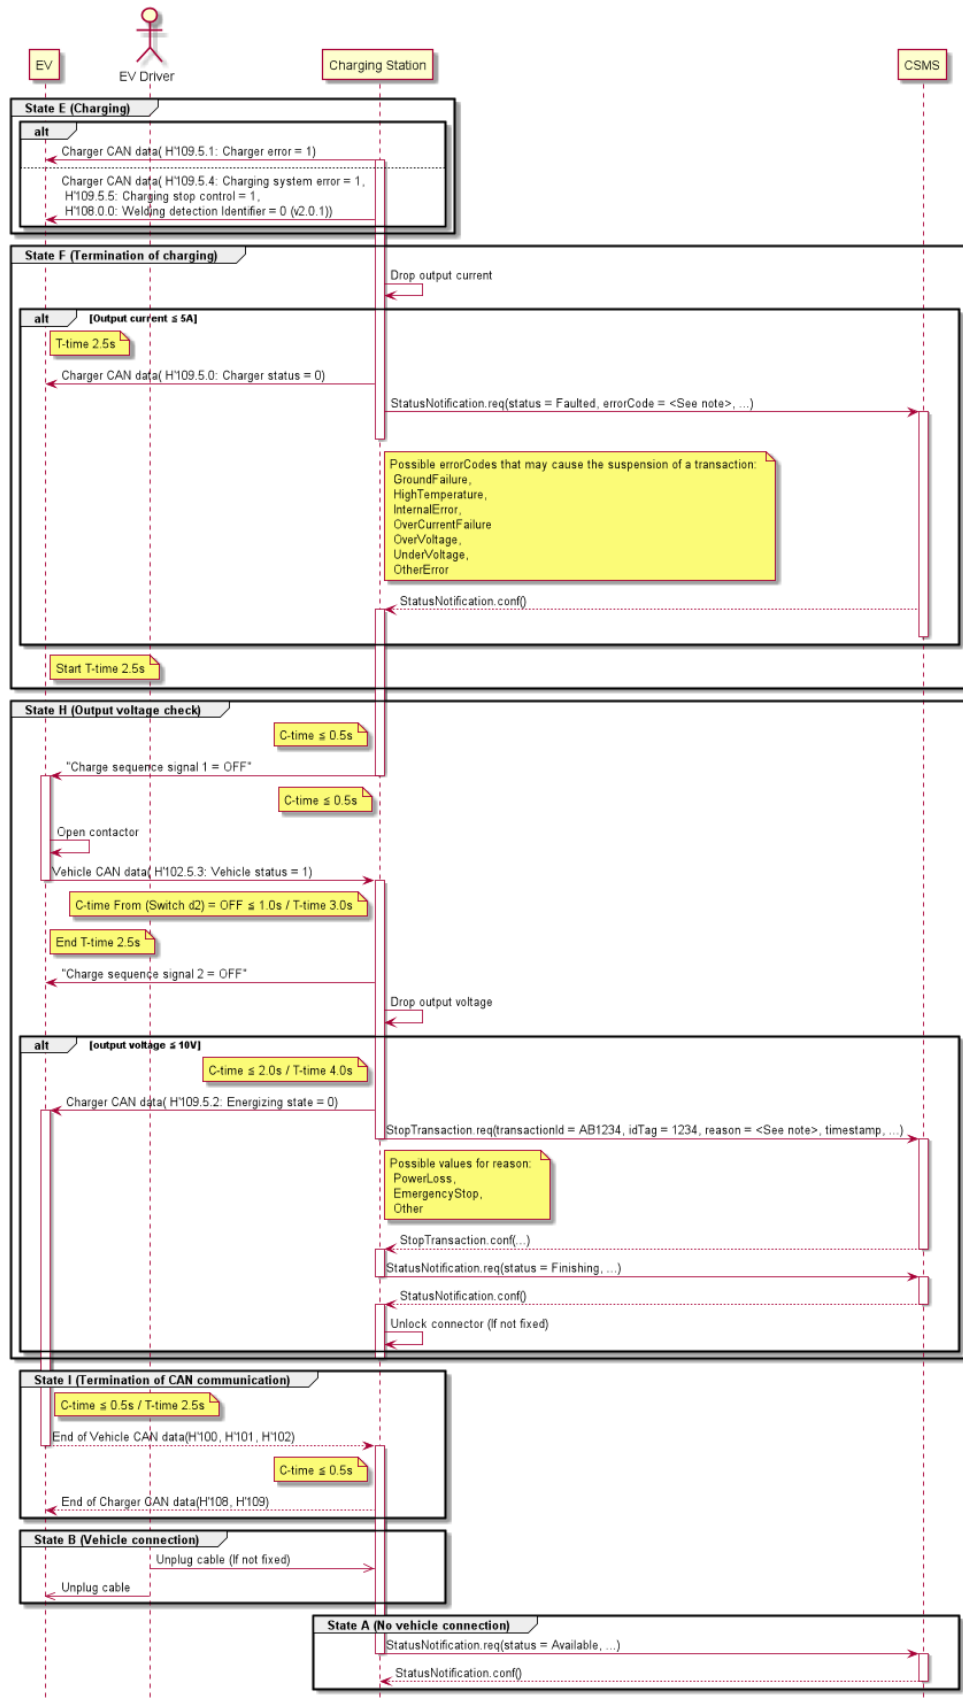 EV
EV Driver
Charging Station
CSMS
State E (Charging)
alt
Charger CAN data( H'109.5.1: Charger error = 1)
Charger CAN data( H'109.5.4: Charging system error = 1,
H'109.5.5: Charging stop control = 1,
H'108.0.0: Welding detection Identifier = 0 (v2.0.1))
State F (Termination of charging)
Drop output current
alt [Output current ≤ 5A]
T-time 2.5s
Charger CAN data( H'109.5.0: Charger status = 0)
StatusNotification.req(status = Faulted, errorCode = <See note>, ...)
Possible errorCodes that may cause the suspension of a transaction:
GroundFailure,
HighTemperature,
InternalError,
OverCurrentFailure
OverVoltage,
UnderVoltage,
OtherError
StatusNotification.conf()
Start T-time 2.5s
State H (Output voltage check)
C-time ≦ 0.5s
"Charge sequence signal 1 = OFF"
C-time ≦ 0.5s
Open contactor
Vehicle CAN data( H'102.5.3: Vehicle status = 1)
C-time From (Switch d2) = OFF ≦ 1.0s / T-time 3.0s
End T-time 2.5s
"Charge sequence signal 2 = OFF"
Drop output voltage
alt [output voltage ≤ 10V]
C-time ≦ 2.0s / T-time 4.0s
Charger CAN data( H'109.5.2: Energizing state = 0)
StopTransaction.req(transactionId = AB1234, idTag = 1234, reason = <See note>, timestamp, ...)
Possible values for reason:
PowerLoss,
EmergencyStop,
Other
StopTransaction.conf(...)
StatusNotification.req(status = Finishing, ...)
StatusNotification.conf()
Unlock connector (If not fixed)
State I (Termination of CAN communication)
C-time ≦ 0.5s / T-time 2.5s
End of Vehicle CAN data(H'100, H'101, H'102)
C-time ≦ 0.5s
End of Charger CAN data(H'108, H'109)
State B (Vehicle connection)
Unplug cable (If not fixed)
Unplug cable
State A (No vehicle connection)
StatusNotification.req(status = Available, ...)
StatusNotification.conf()